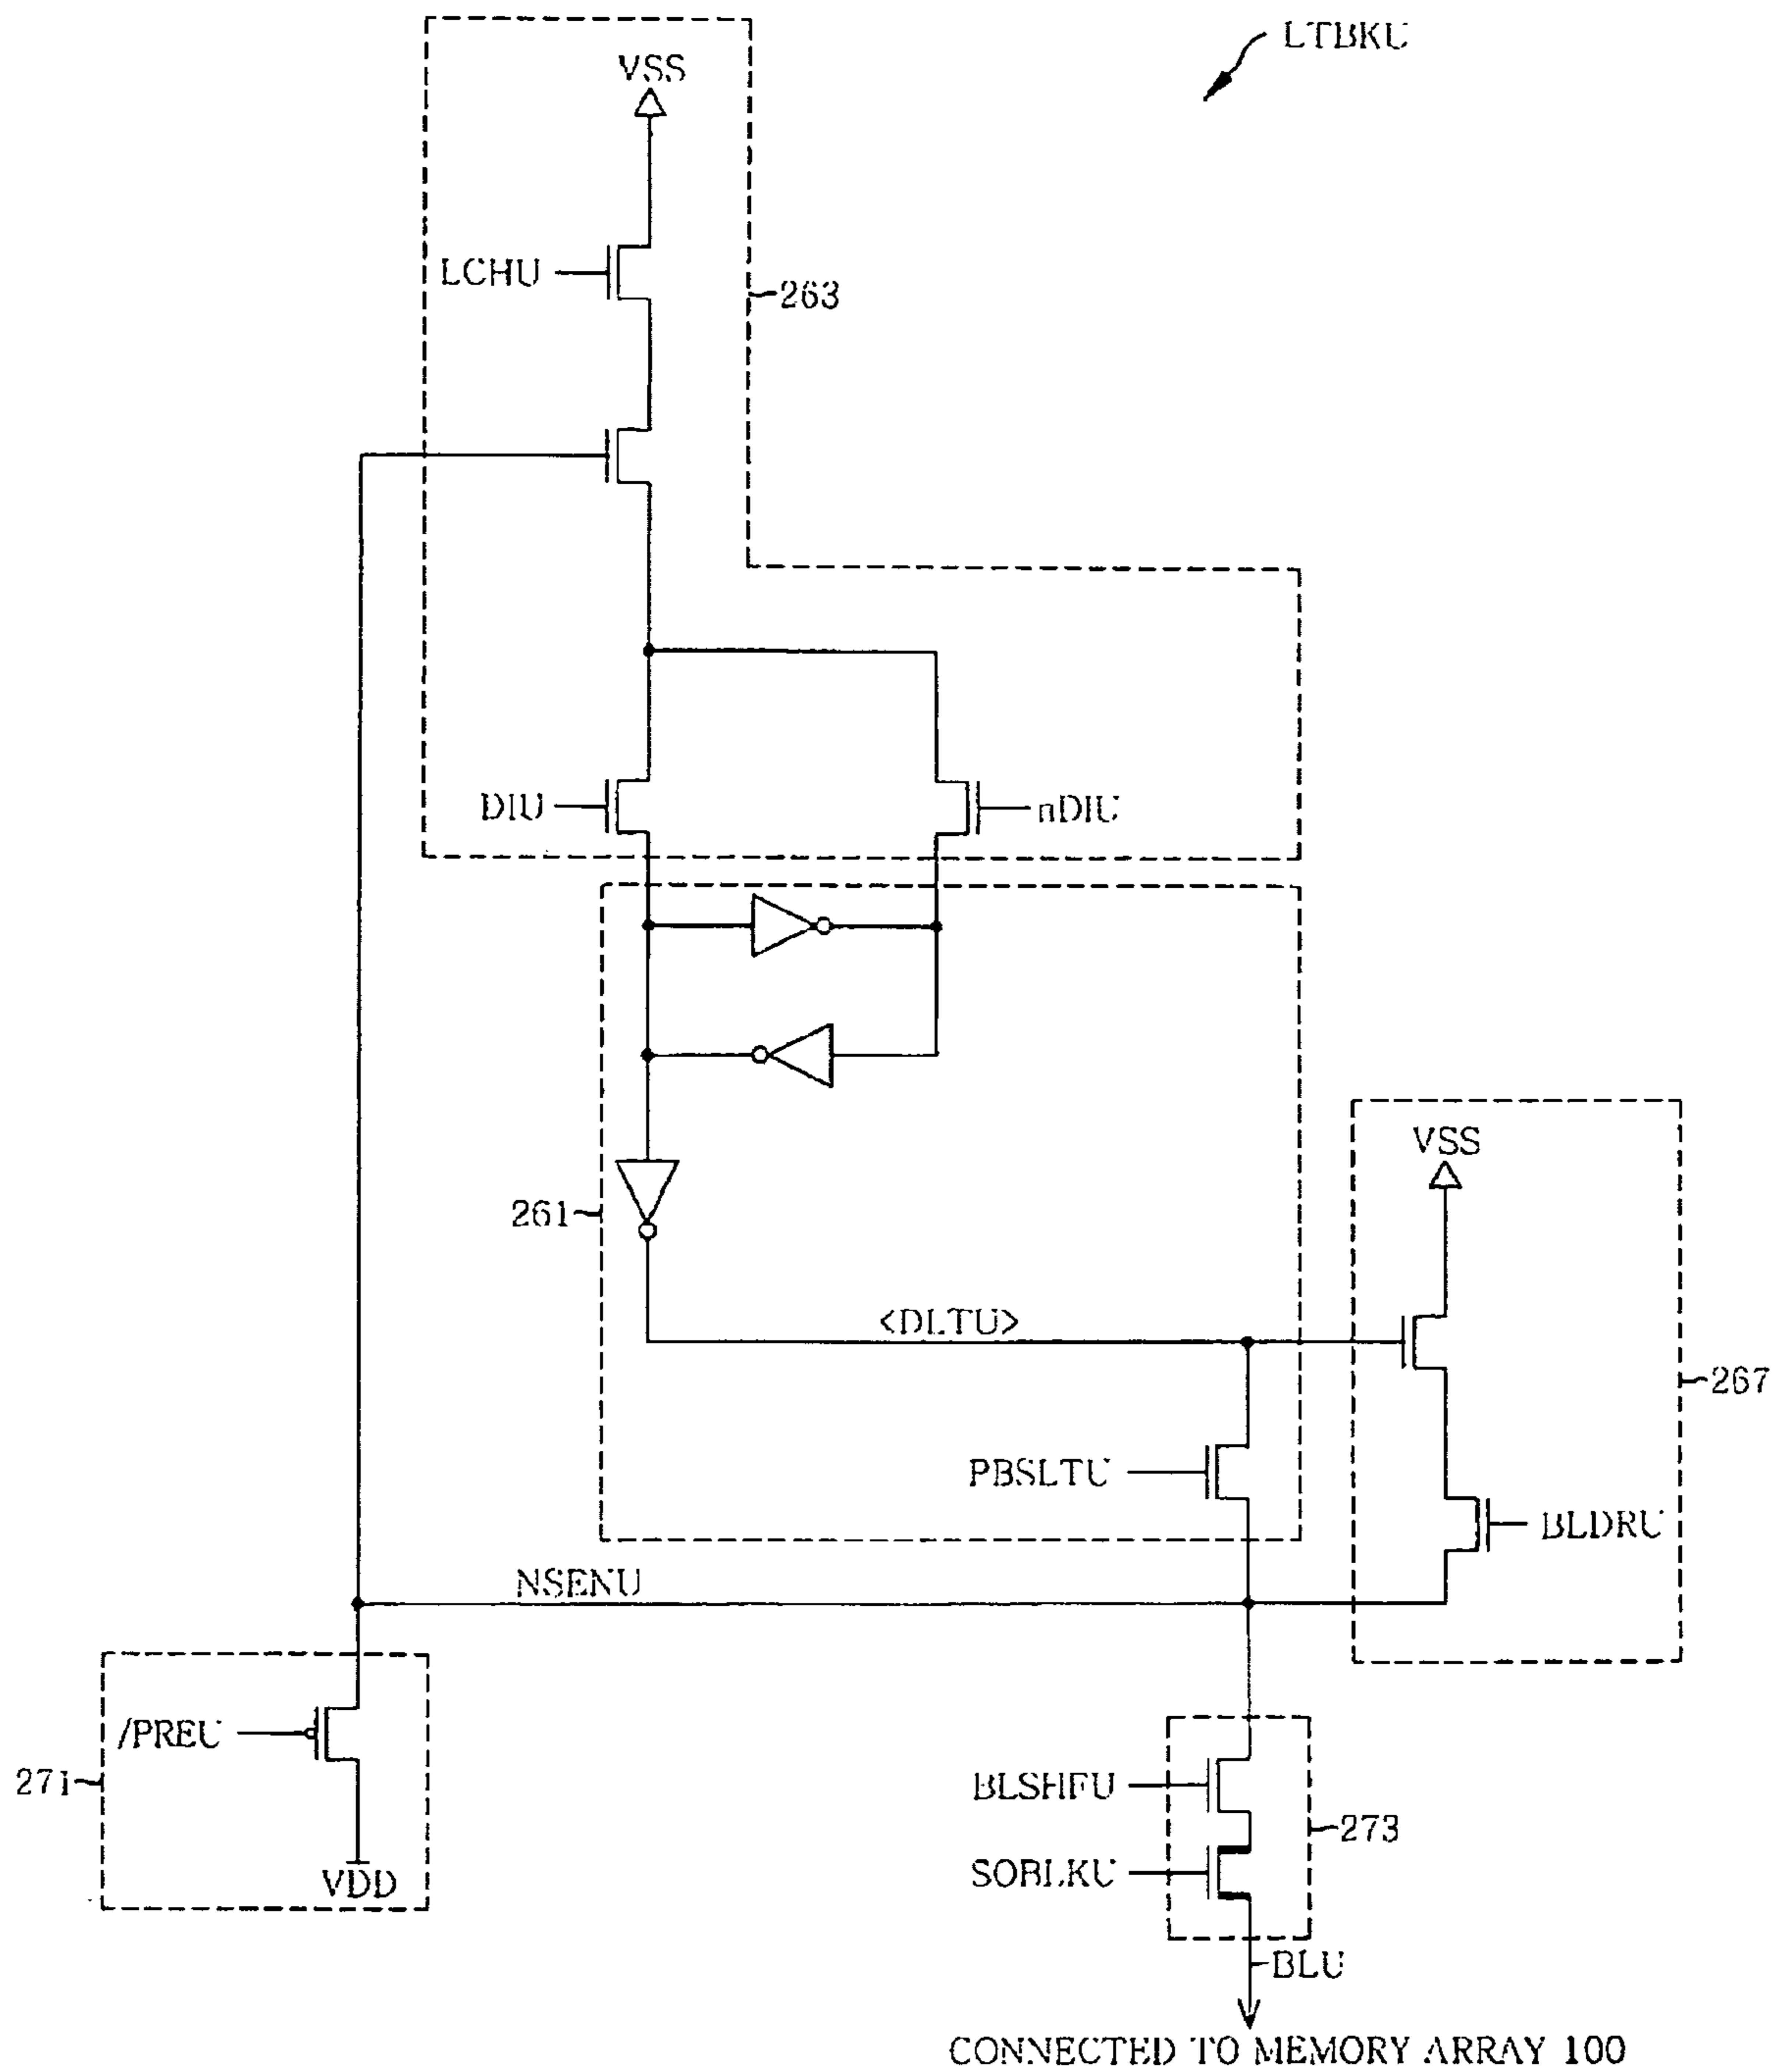 LTBKU
VSS
LCHU
263
DIU
nDIU
VSS
261
<DLTU>
267
PBSLTU
BLDRU
NSENU
/PREU
271
BLSHFU
273
SOBLKU
VDD
BLU
CONNECTED TO MEMORY ARRAY 100